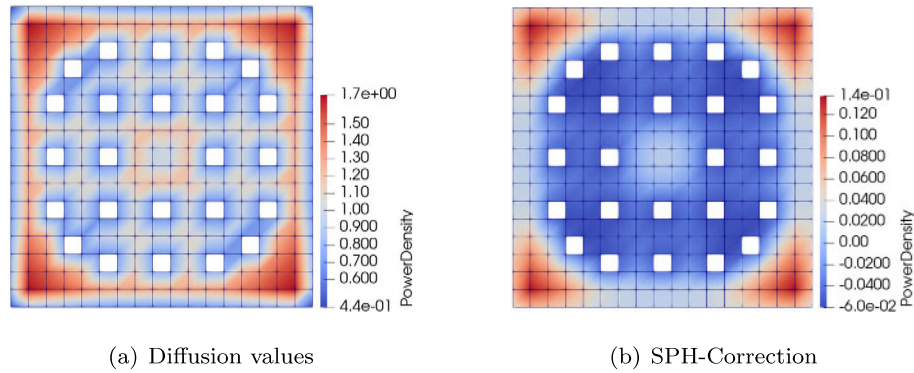 1.7e+00
1.50
1.40
1.30
1.20
1.10
1.00
0.900
0.800
0.700
0.600
4.4e-01
PowerDensity
1.4e-01
0.120
0.100
0.0800
0.0600
0.0400
0.0200
0.00
-0.0200
-0.0400
-6.0e-02
PowerDensity
(a) Diffusion values
(b) SPH-Correction